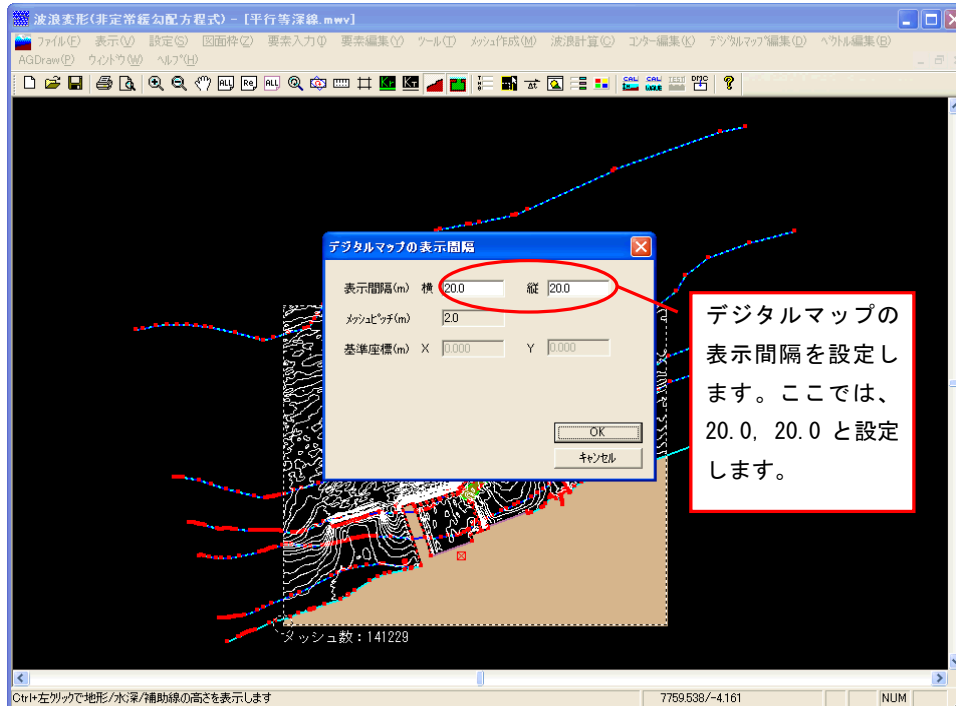 波浪変形(非定常緩勾配方程式) - [平行等深線.mwv]
ファイル(F) 表示(V) 設定(S) 図面枠(Z) 要素入力(I) 要素編集(Y) ツール(T) メッシュ作成(M) 波浪計算(C) コンター編集(K) デジタルマップ編集(D) ベクトル編集(B)
AGDraw(P) ウィンドウ(W) ヘルプ(H)
デジタルマップの表示間隔
表示間隔(m) 横 20.0 縦 20.0
メッシュピッチ(m) 2.0
基準座標(m) X 0.000 Y 0.000
OK
キャンセル
デジタルマップの
表示間隔を設定し
ます。ここでは、
20.0, 20.0 と設定
します。
メッシュ数：141229
Ctrl+左クリックで地形/水深/補助線の高さを表示します 7759.538/-4.161 NUM